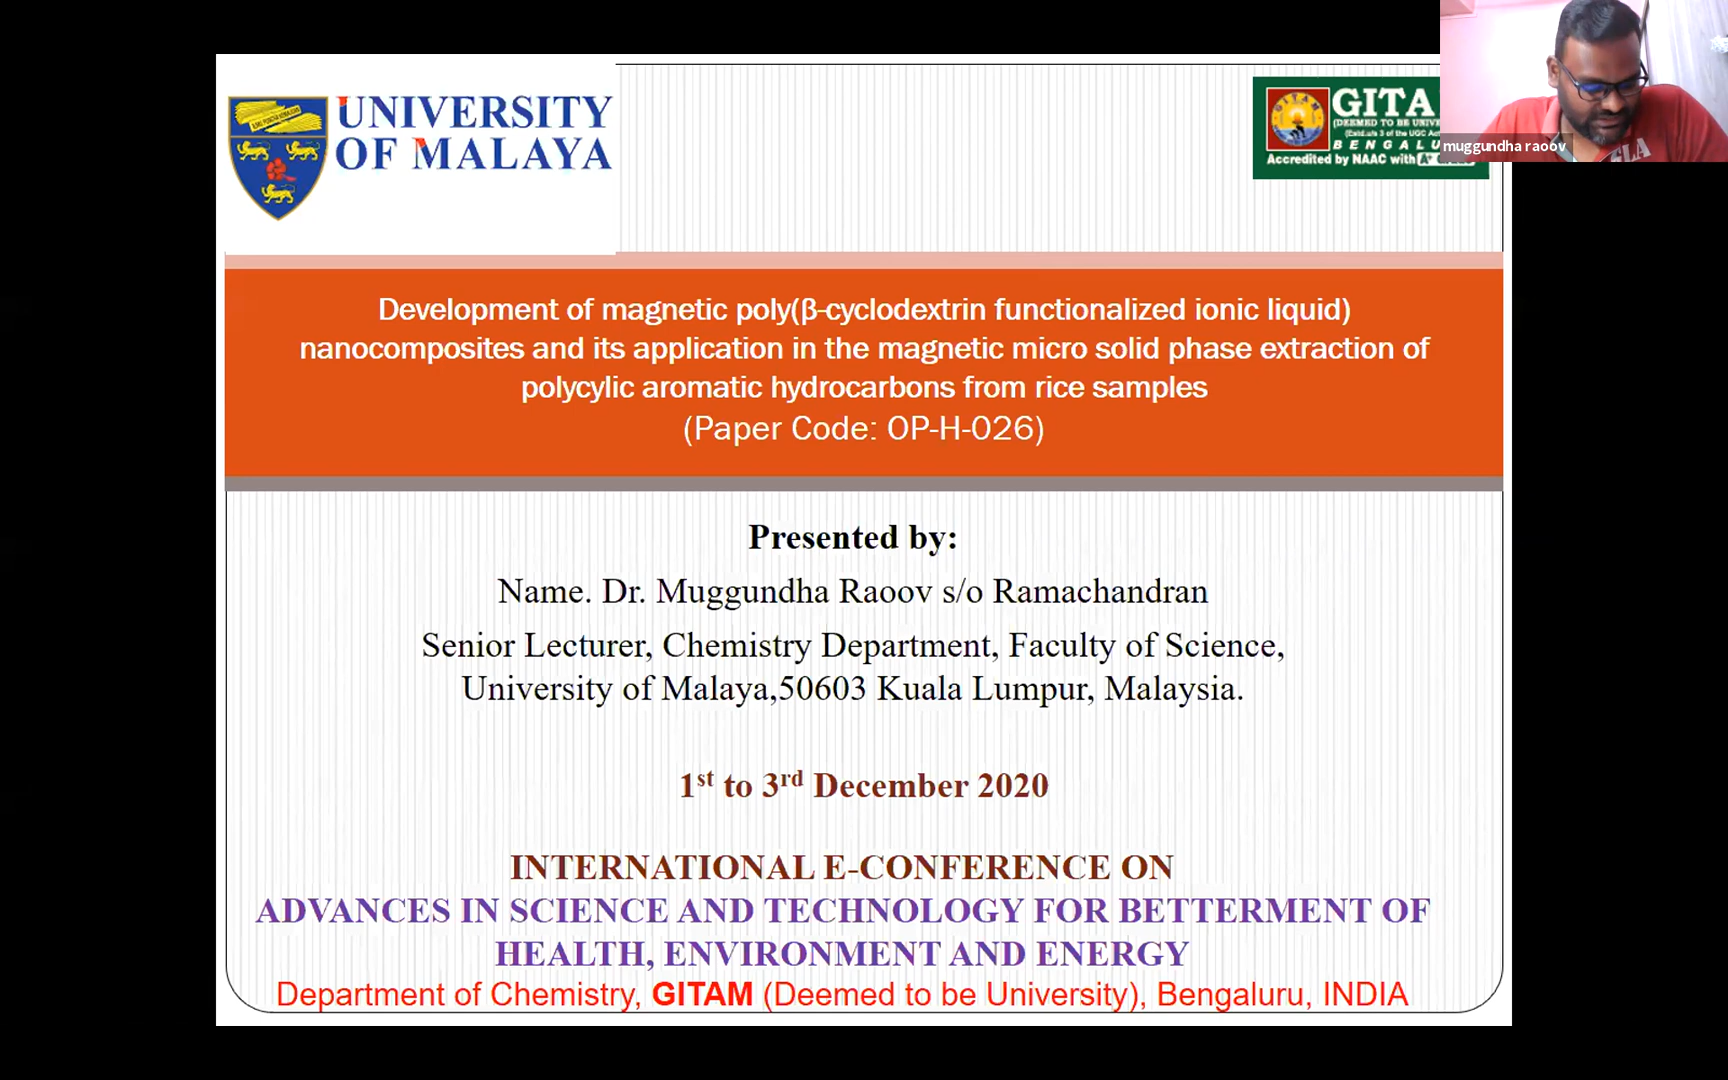 UNIVERSITY
OF MALAYA
GITA
(DEEMED TO BE UNIVE
BENGALU
Accredited by NAAC with A+
muggundha raoov
Development of magnetic poly(β-cyclodextrin functionalized ionic liquid)
nanocomposites and its application in the magnetic micro solid phase extraction of
polycylic aromatic hydrocarbons from rice samples
(Paper Code: OP-H-026)
Presented by:
Name. Dr. Muggundha Raoov s/o Ramachandran
Senior Lecturer, Chemistry Department, Faculty of Science,
University of Malaya,50603 Kuala Lumpur, Malaysia.
1st to 3rd December 2020
INTERNATIONAL E-CONFERENCE ON
ADVANCES IN SCIENCE AND TECHNOLOGY FOR BETTERMENT OF
HEALTH, ENVIRONMENT AND ENERGY
Department of Chemistry, GITAM (Deemed to be University), Bengaluru, INDIA